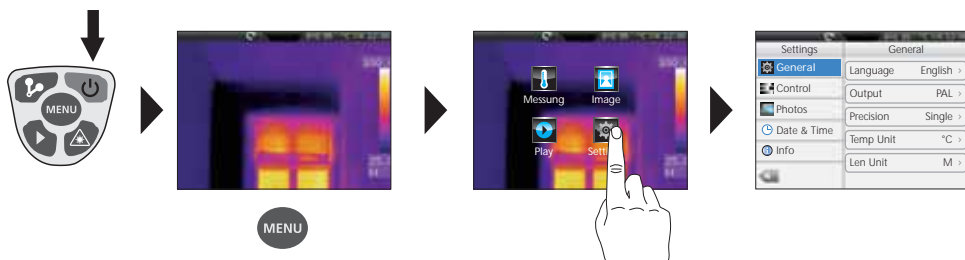 MENU
MENU
Messung Image
Play
Settings General
General
Control
Photos
Date & Time
Info
Language English >
Output PAL >
Precision Single >
Temp Unit °C >
Len Unit M >